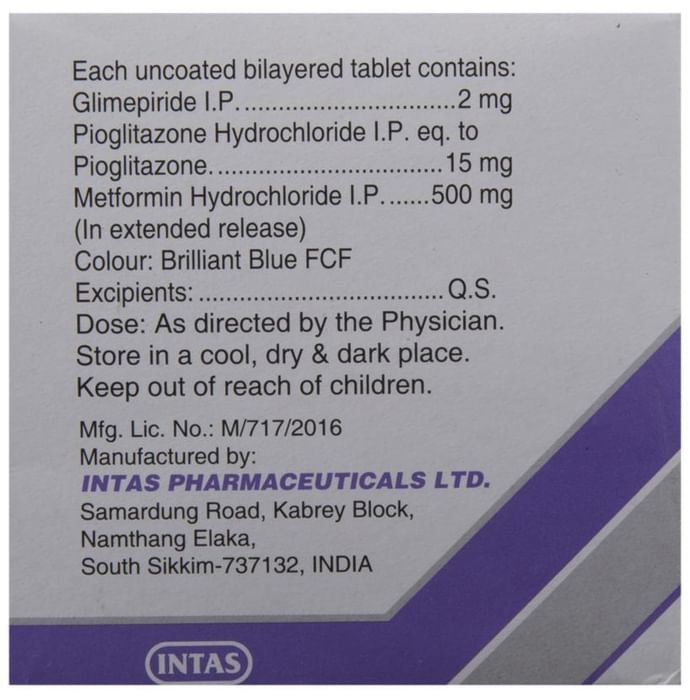 Each uncoated bilayered tablet contains:
Glimepiride I.P. ................................2 mg
Pioglitazone Hydrochloride I.P. eq. to
Pioglitazone. ................................. 15 mg
Metformin Hydrochloride I.P. ......500 mg
(In extended release)
Colour: Brilliant Blue FCF
Excipients: ................................... Q.S.
Dose: As directed by the Physician.
Store in a cool, dry & dark place.
Keep out of reach of children.
Mfg. Lic. No.: M/717/2016
Manufactured by:
INTAS PHARMACEUTICALS LTD.
Samardung Road, Kabrey Block,
Namthang Elaka,
South Sikkim-737132, INDIA
INTAS